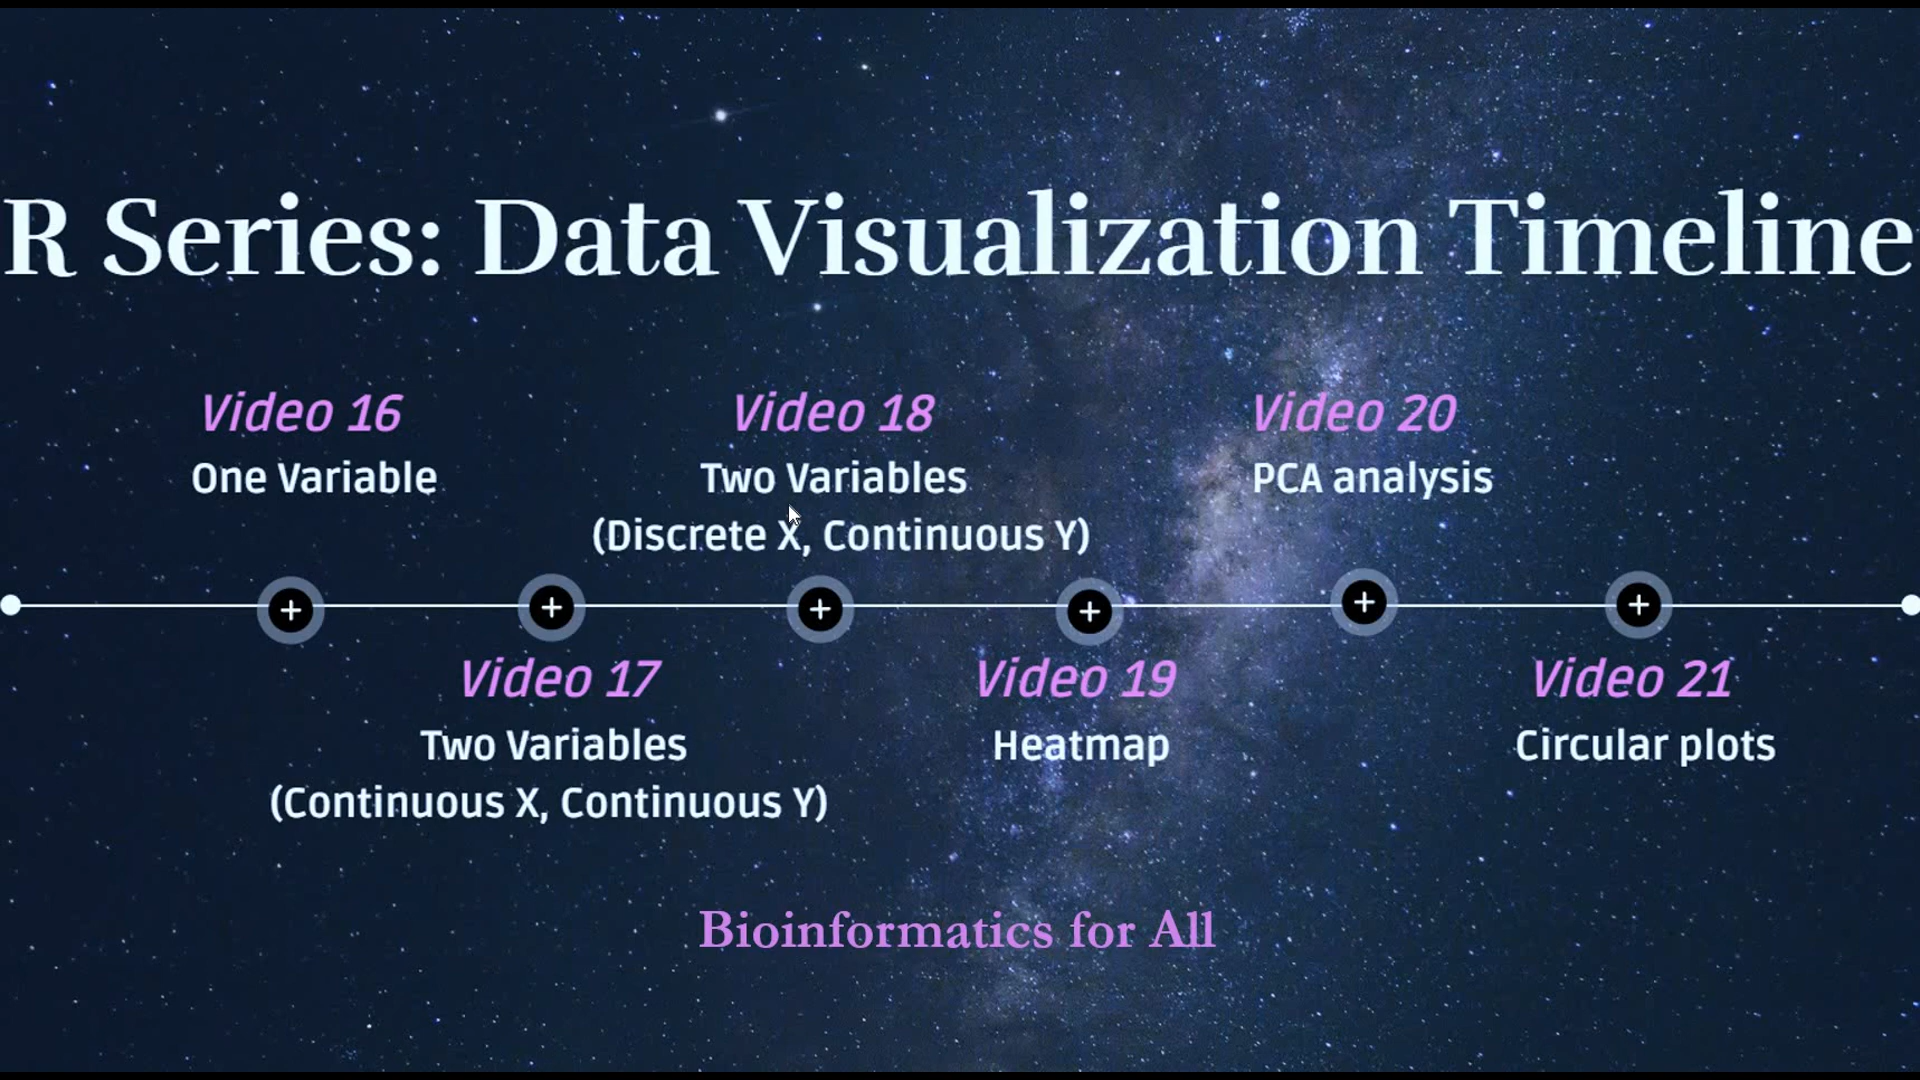 R Series: Data Visualization Timeline
Video 16
One Variable
Video 17
Two Variables
(Continuous X, Continuous Y)
Video 18
Two Variables
(Discrete X, Continuous Y)
Video 19
Heatmap
Video 20
PCA analysis
Video 21
Circular plots
Bioinformatics for All